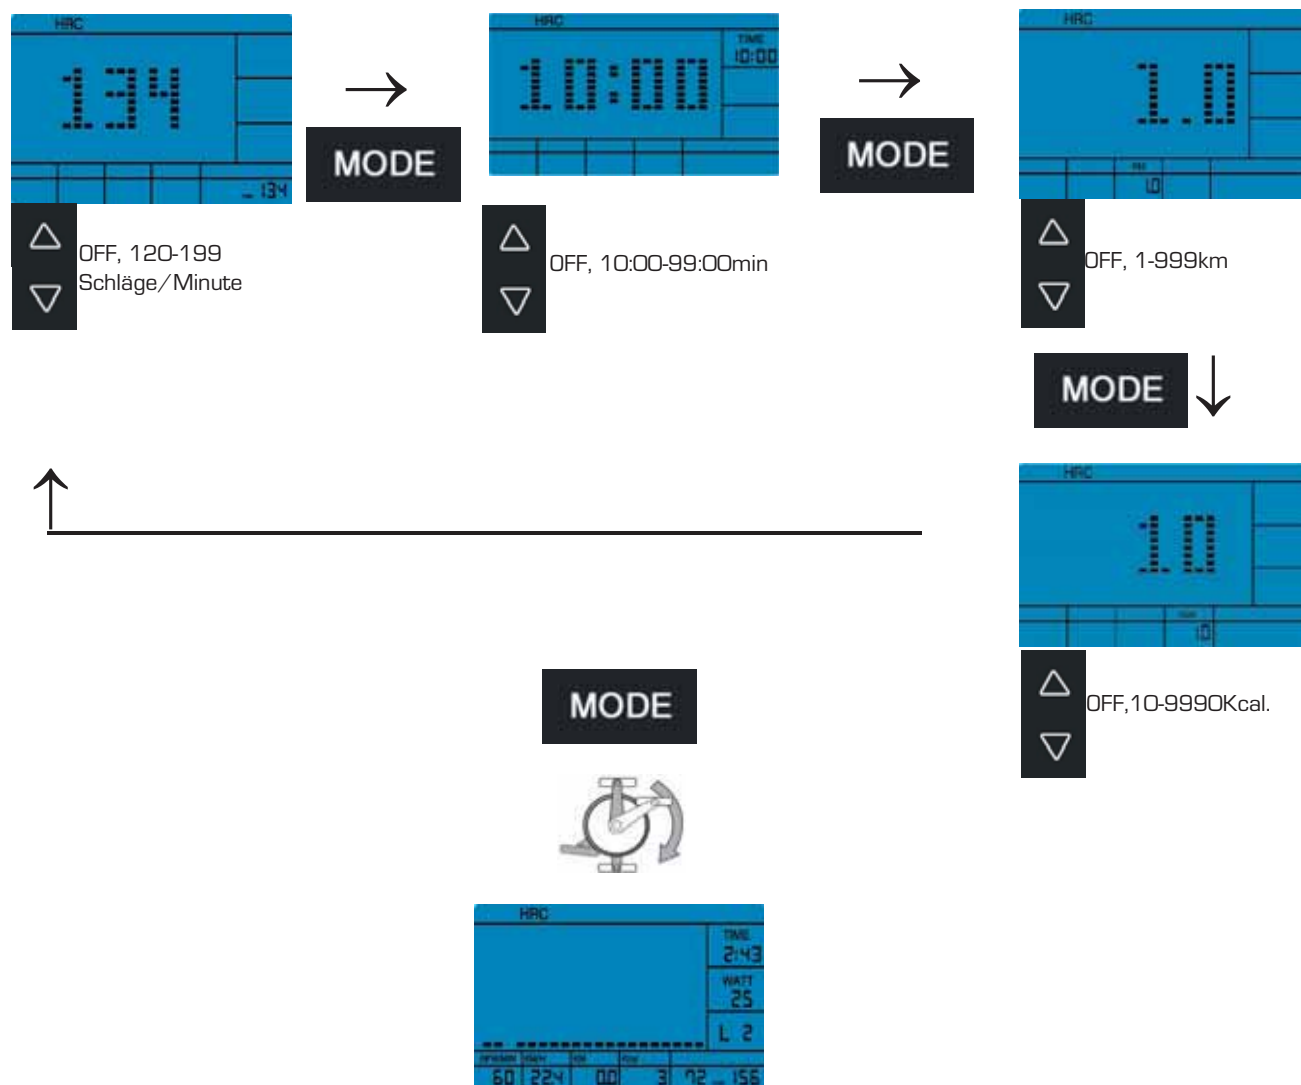 HRC
134
134
OFF, 120-199
Schläge/Minute
MODE
HRC
TIME
10:00
10:00
OFF, 10:00-99:00min
MODE
HRC
1.0
1.0
OFF, 1-999km
MODE
HRC
10
10
OFF,10-9990Kcal.
MODE
HRC
TIME
2:43
WATT
25
L 2
60 22.4 0.0 3 72 156